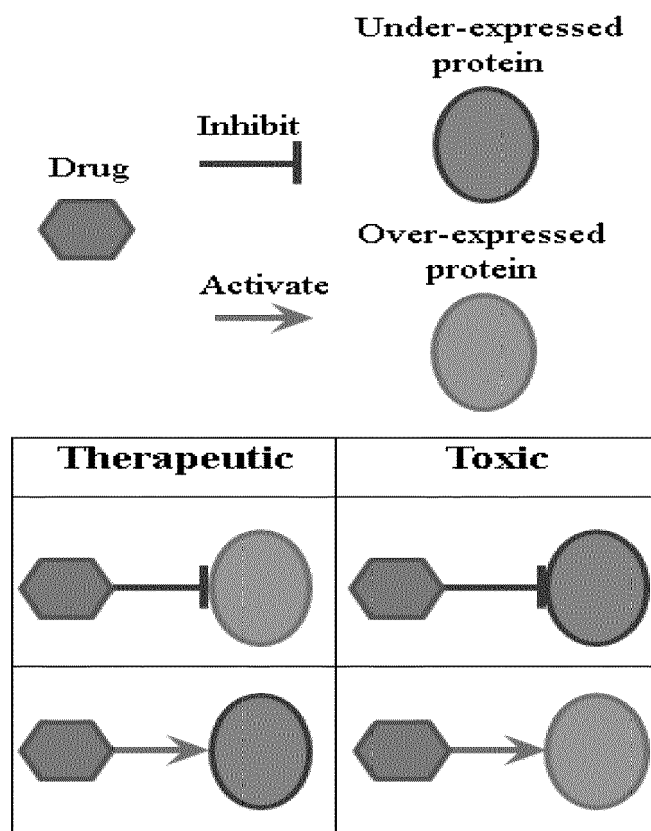 Under-expressed
protein
Inhibit
Drug
Over-expressed
protein
Activate
Therapeutic
Toxic